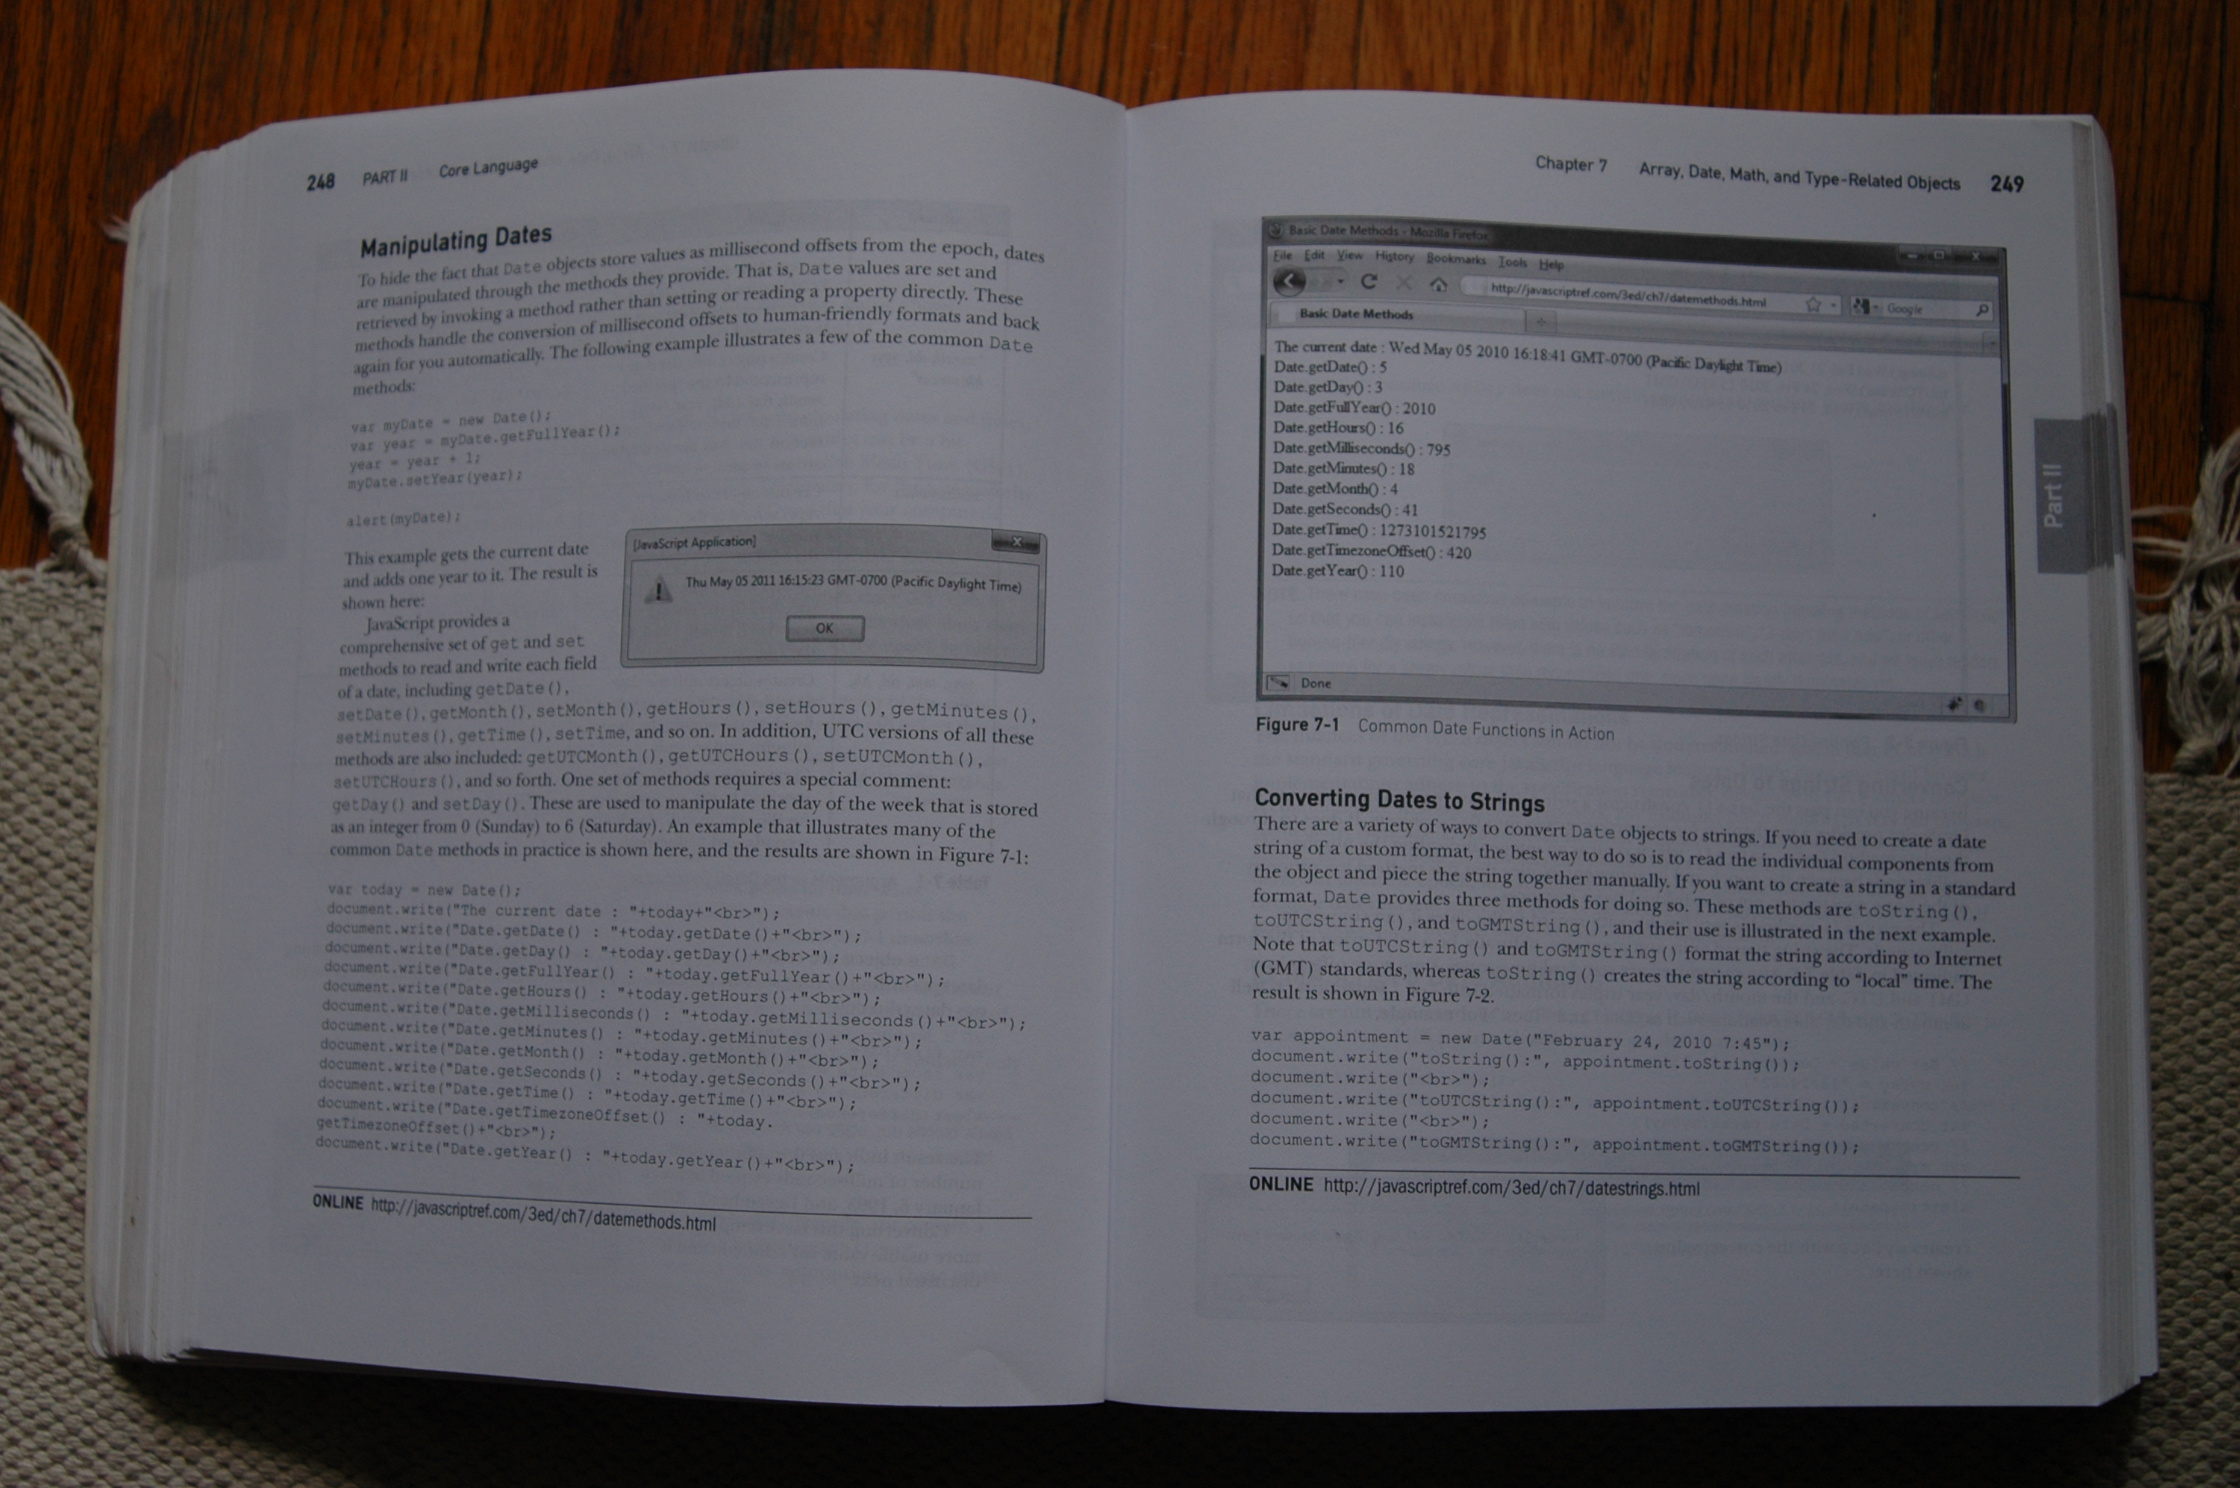 248 PART II Core Language
Manipulating Dates
To hide the fact that Date objects store values as millisecond offsets from the epoch, dates
are manipulated through the methods they provide. That is, Date values are set and
retrieved by invoking a method rather than setting or reading a property directly. These
methods handle the conversion of millisecond offsets to human-friendly formats and back
again for you automatically. The following example illustrates a few of the common Date
methods:
var myDate = new Date();
var year = myDate.getFullYear();
year = year + 1;
myDate.setYear(year);
alert(myDate);
This example gets the current date
and adds one year to it. The result is
shown here:
[JavaScript Application]
Thu May 05 2011 16:15:23 GMT-0700 (Pacific Daylight Time)
OK
JavaScript provides a
comprehensive set of get and set
methods to read and write each field
of a date, including getDate(),
setDate(), getMonth(), setMonth(), getHours(), setHours(), getMinutes(),
setMinutes(), getTime(), setTime, and so on. In addition, UTC versions of all these
methods are also included: getUTCMonth(), getUTCHours(), setUTCMonth(),
setUTCHours(), and so forth. One set of methods requires a special comment:
getDay() and setDay(). These are used to manipulate the day of the week that is stored
as an integer from 0 (Sunday) to 6 (Saturday). An example that illustrates many of the
common Date methods in practice is shown here, and the results are shown in Figure 7-1:
var today = new Date();
document.write("The current date : "+today+"<br>");
document.write("Date.getDate() : "+today.getDate()+"<br>");
document.write("Date.getDay() : "+today.getDay()+"<br>");
document.write("Date.getFullYear() : "+today.getFullYear()+"<br>");
document.write("Date.getHours() : "+today.getHours()+"<br>");
document.write("Date.getMilliseconds() : "+today.getMilliseconds()+"<br>");
document.write("Date.getMinutes() : "+today.getMinutes()+"<br>");
document.write("Date.getMonth() : "+today.getMonth()+"<br>");
document.write("Date.getSeconds() : "+today.getSeconds()+"<br>");
document.write("Date.getTime() : "+today.getTime()+"<br>");
document.write("Date.getTimezoneOffset() : "+today.
getTimezoneOffset()+"<br>");
document.write("Date.getYear() : "+today.getYear()+"<br>");
ONLINE http://javascriptref.com/3ed/ch7/datemethods.html
Chapter 7 Array, Date, Math, and Type-Related Objects 249
Part II
Basic Date Methods - Mozilla Firefox
File Edit View History Bookmarks Tools Help
http://javascriptref.com/3ed/ch7/datemethods.html
Google
Basic Date Methods
The current date : Wed May 05 2010 16:18:41 GMT-0700 (Pacific Daylight Time)
Date.getDate() : 5
Date.getDay() : 3
Date.getFullYear() : 2010
Date.getHours() : 16
Date.getMilliseconds() : 795
Date.getMinutes() : 18
Date.getMonth() : 4
Date.getSeconds() : 41
Date.getTime() : 1273101521795
Date.getTimezoneOffset() : 420
Date.getYear() : 110
Done
Figure 7-1 Common Date Functions in Action
Converting Dates to Strings
There are a variety of ways to convert Date objects to strings. If you need to create a date
string of a custom format, the best way to do so is to read the individual components from
the object and piece the string together manually. If you want to create a string in a standard
format, Date provides three methods for doing so. These methods are toString(),
toUTCString(), and toGMTString(), and their use is illustrated in the next example.
Note that toUTCString() and toGMTString() format the string according to Internet
(GMT) standards, whereas toString() creates the string according to "local" time. The
result is shown in Figure 7-2.
var appointment = new Date("February 24, 2010 7:45");
document.write("toString():", appointment.toString());
document.write("<br>");
document.write("toUTCString():", appointment.toUTCString());
document.write("<br>");
document.write("toGMTString():", appointment.toGMTString());
ONLINE http://javascriptref.com/3ed/ch7/datestrings.html